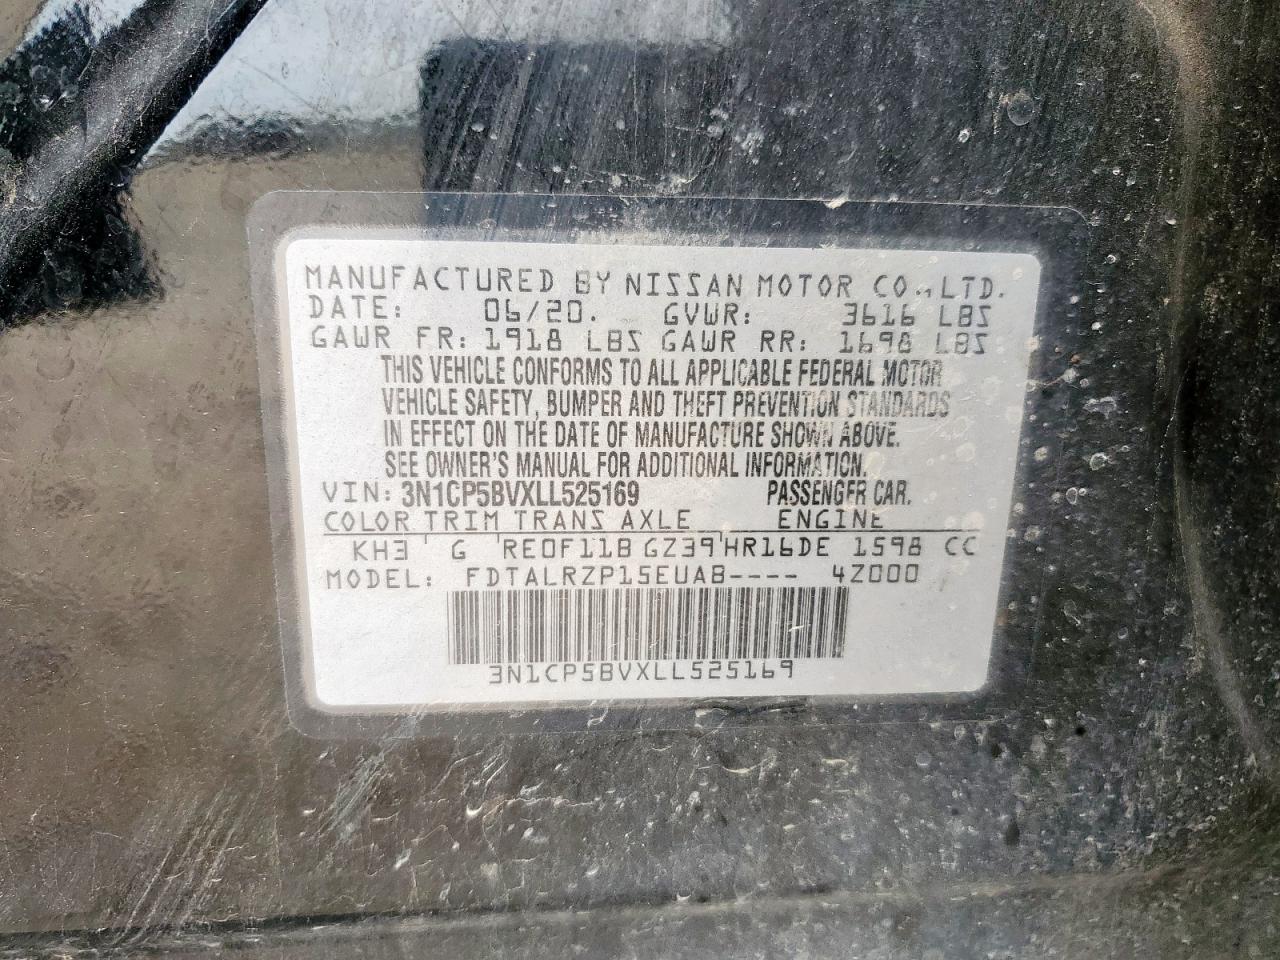 MANUFACTURED BY NISSAN MOTOR CO., LTD.
DATE: 06/20. GVWR: 3616 LBS
GAWR FR: 1918 LBS GAWR RR: 1698 LBS
THIS VEHICLE CONFORMS TO ALL APPLICABLE FEDERAL MOTOR
VEHICLE SAFETY, BUMPER AND THEFT PREVENTION STANDARDS
IN EFFECT ON THE DATE OF MANUFACTURE SHOWN ABOVE.
SEE OWNER'S MANUAL FOR ADDITIONAL INFORMATION.
VIN: 3N1CP5BVXLL525169 PASSENGER CAR.
COLOR TRIM TRANS AXLE ENGINE
KH3 G RE0F11B GZ39 HR16DE 1598 CC
MODEL: FDTALRZP15EUAB---- 4Z000
3N1CP5BVXLL525169